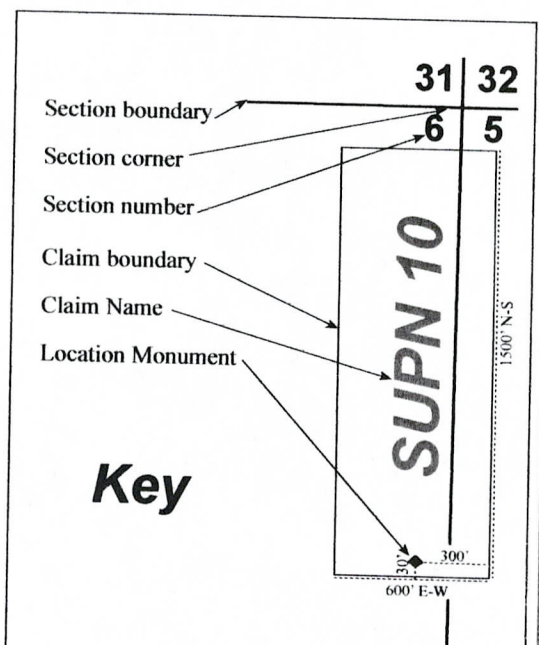 31 32
Section boundary
6 5
Section corner
Section number
Claim boundary
Claim Name
Location Monument
SUPN 10
1500' N-S
Key
30'
300'
600' E-W